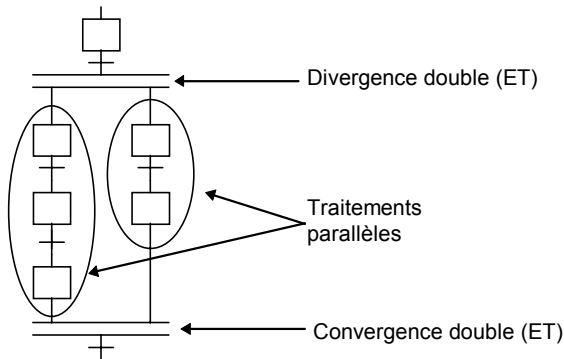 Divergence double (ET)
Traitements
parallèles
Convergence double (ET)